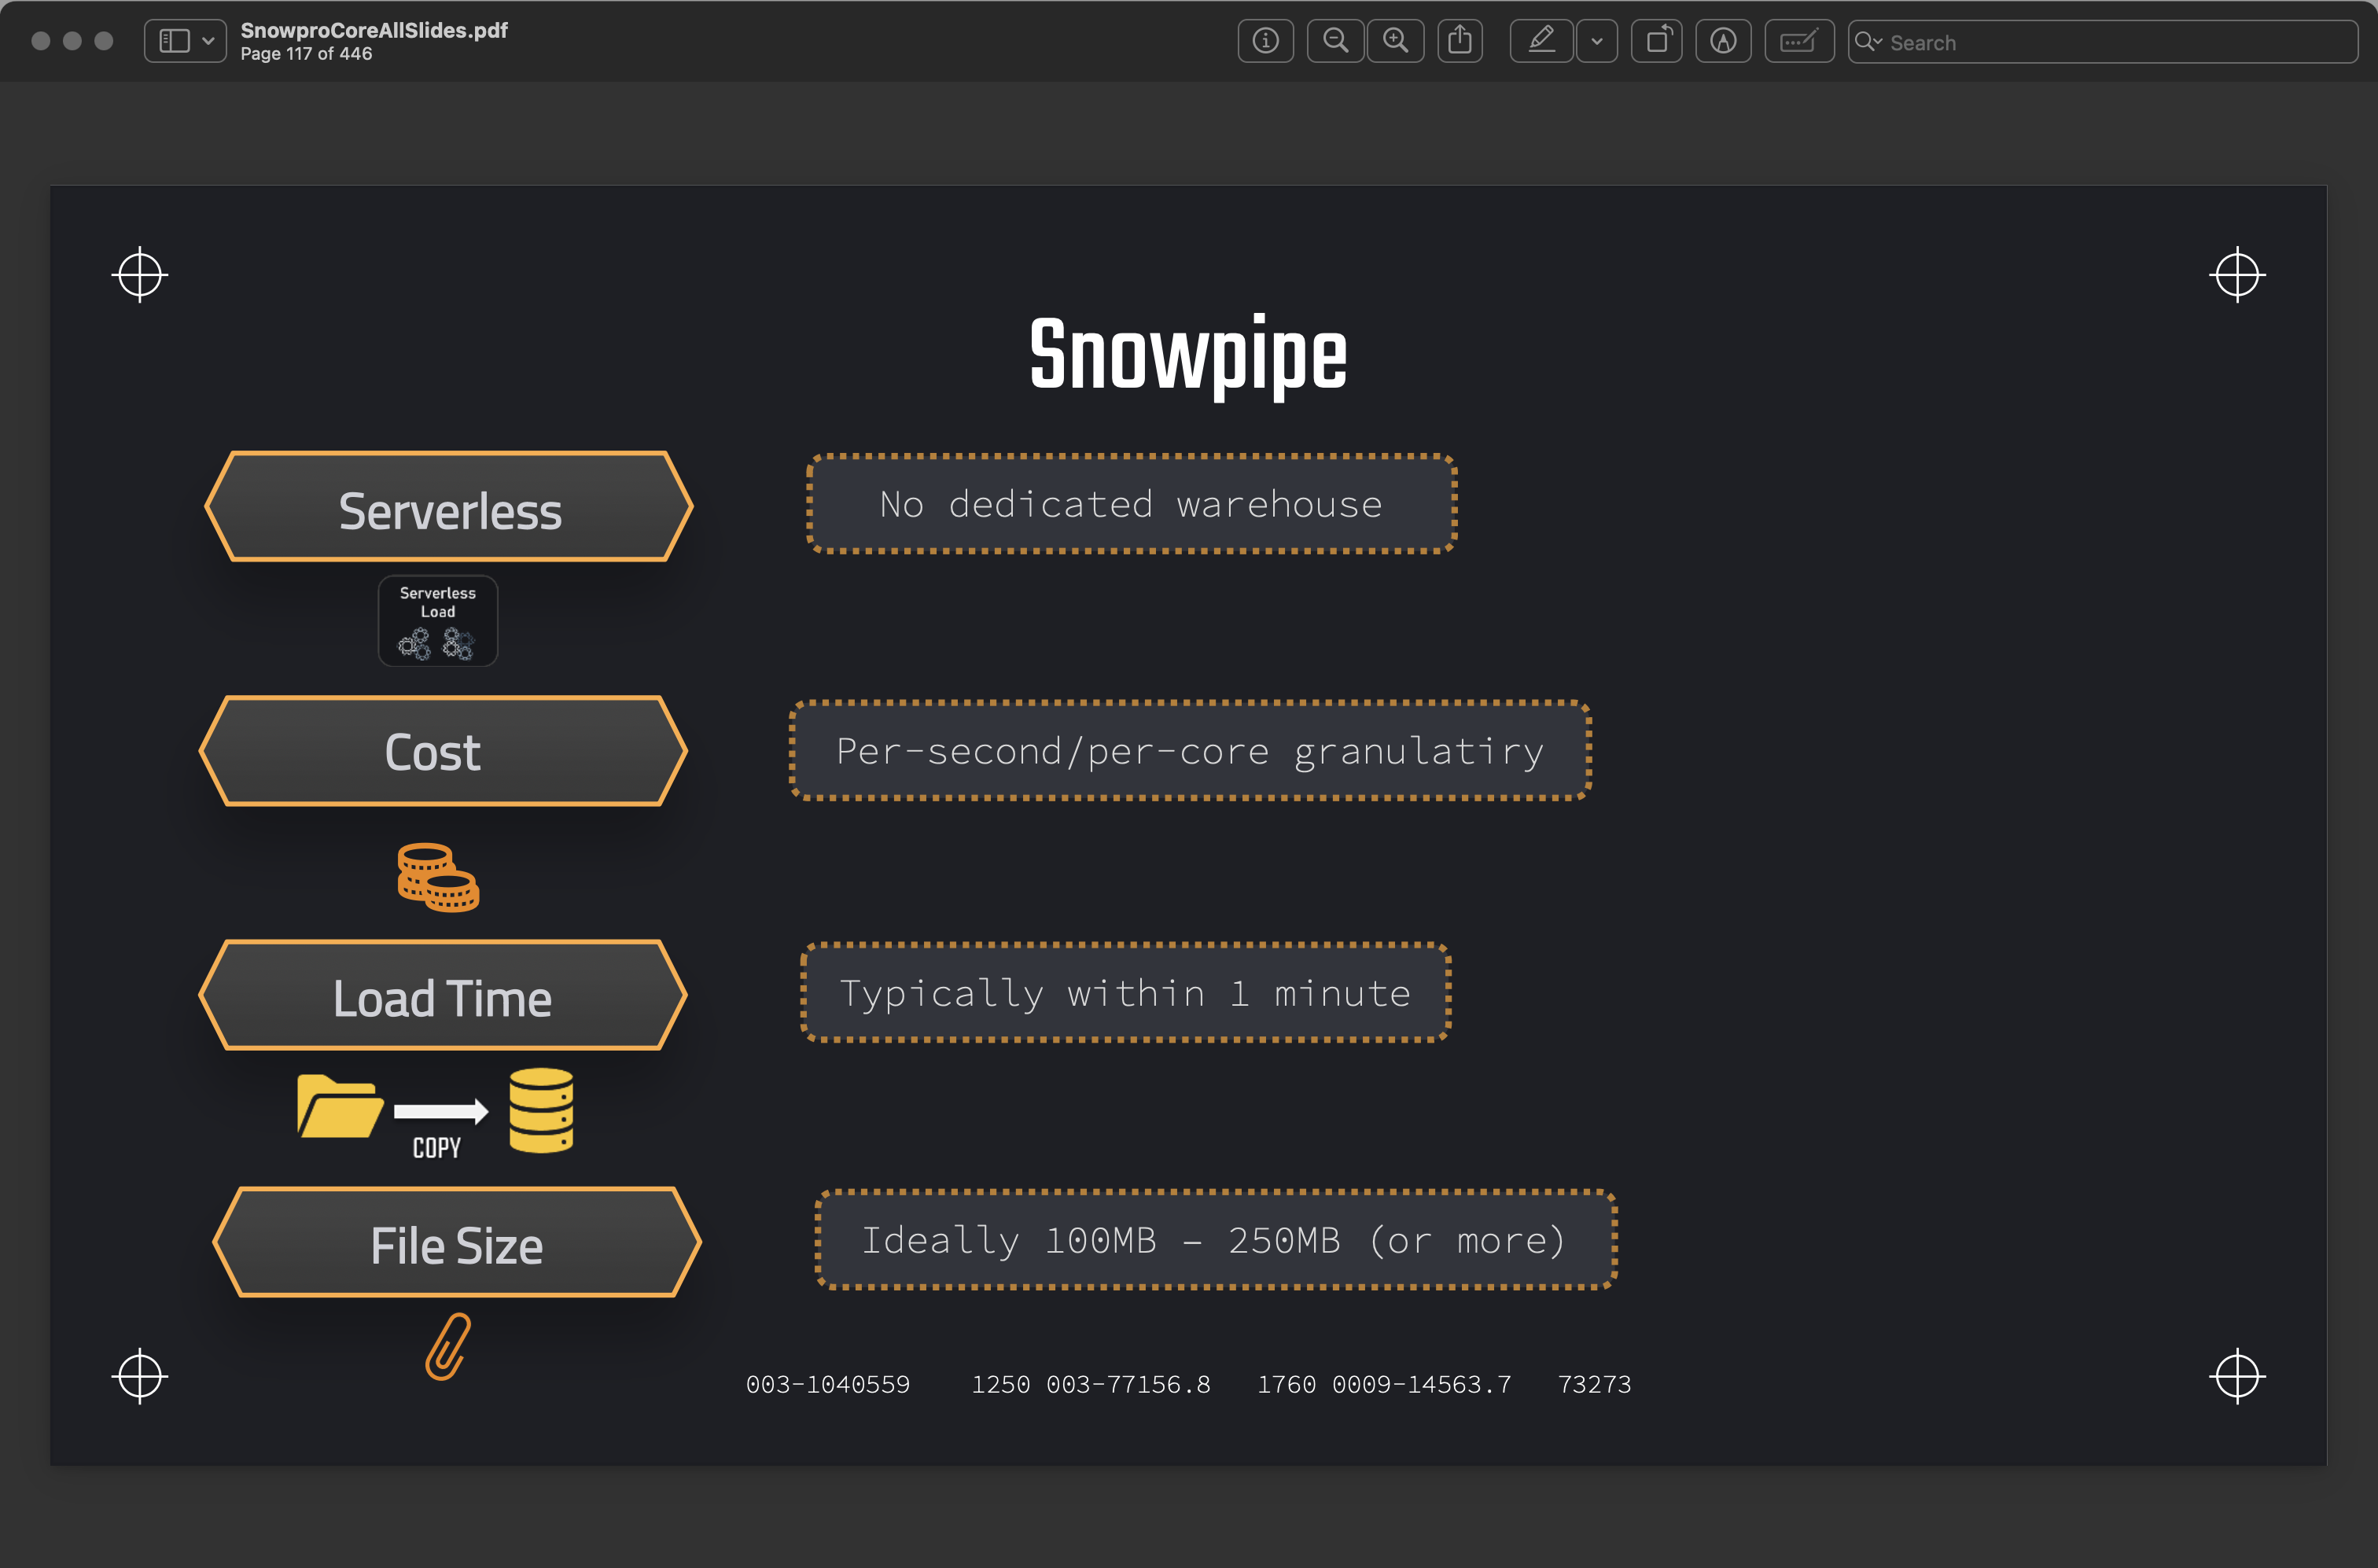 SnowproCoreAllSlides.pdf
Page 117 of 446
Search
Snowpipe
Serverless
No dedicated warehouse
Serverless
Load
Cost
Per-second/per-core granulatiry
Load Time
Typically within 1 minute
COPY
File Size
Ideally 100MB – 250MB (or more)
003-1040559 1250 003-77156.8 1760 0009-14563.7 73273